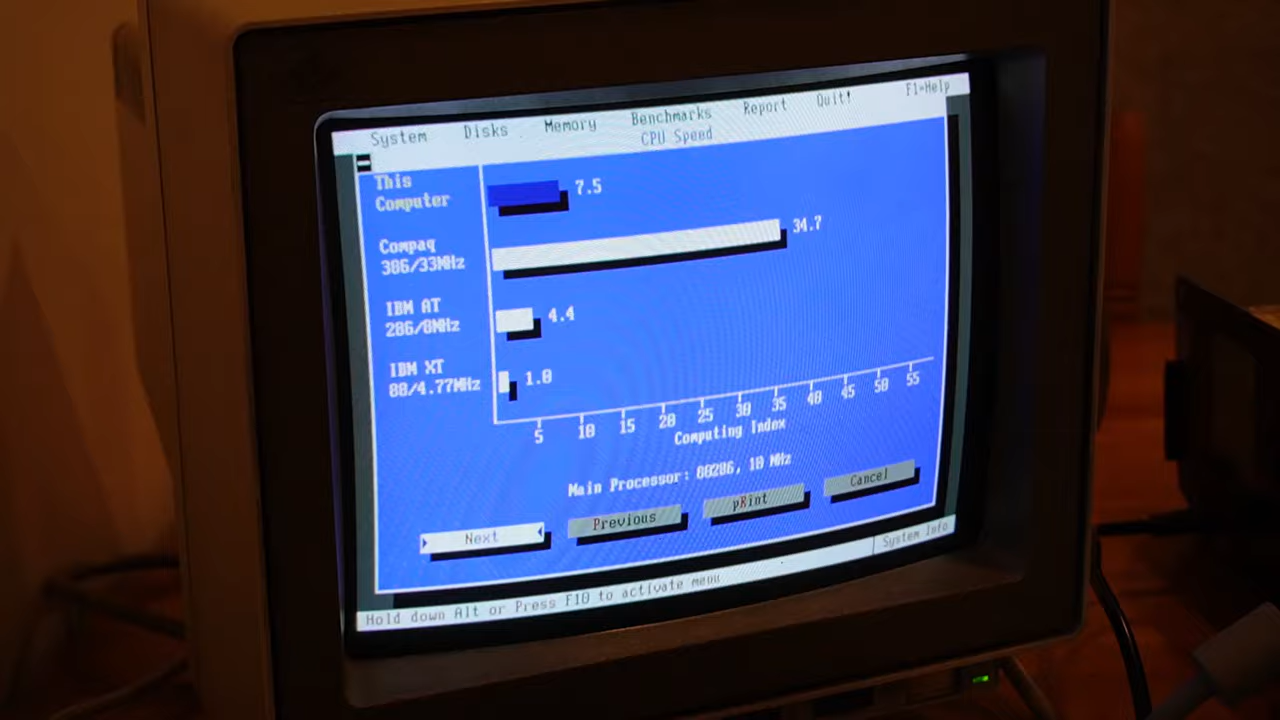 System Disks Memory Benchmarks Report Quit! F1=Help
CPU Speed
This
Computer
7.5
Compaq
386/33MHz
34.7
IBM AT
286/8MHz
4.4
IBM XT
88/4.77MHz
1.0
5 10 15 20 25 30 35 40 45 50 55
Computing Index
Main Processor: 80286, 10 MHz
Next Previous pRint Cancel
Hold down Alt or Press F10 to activate menu
System Info